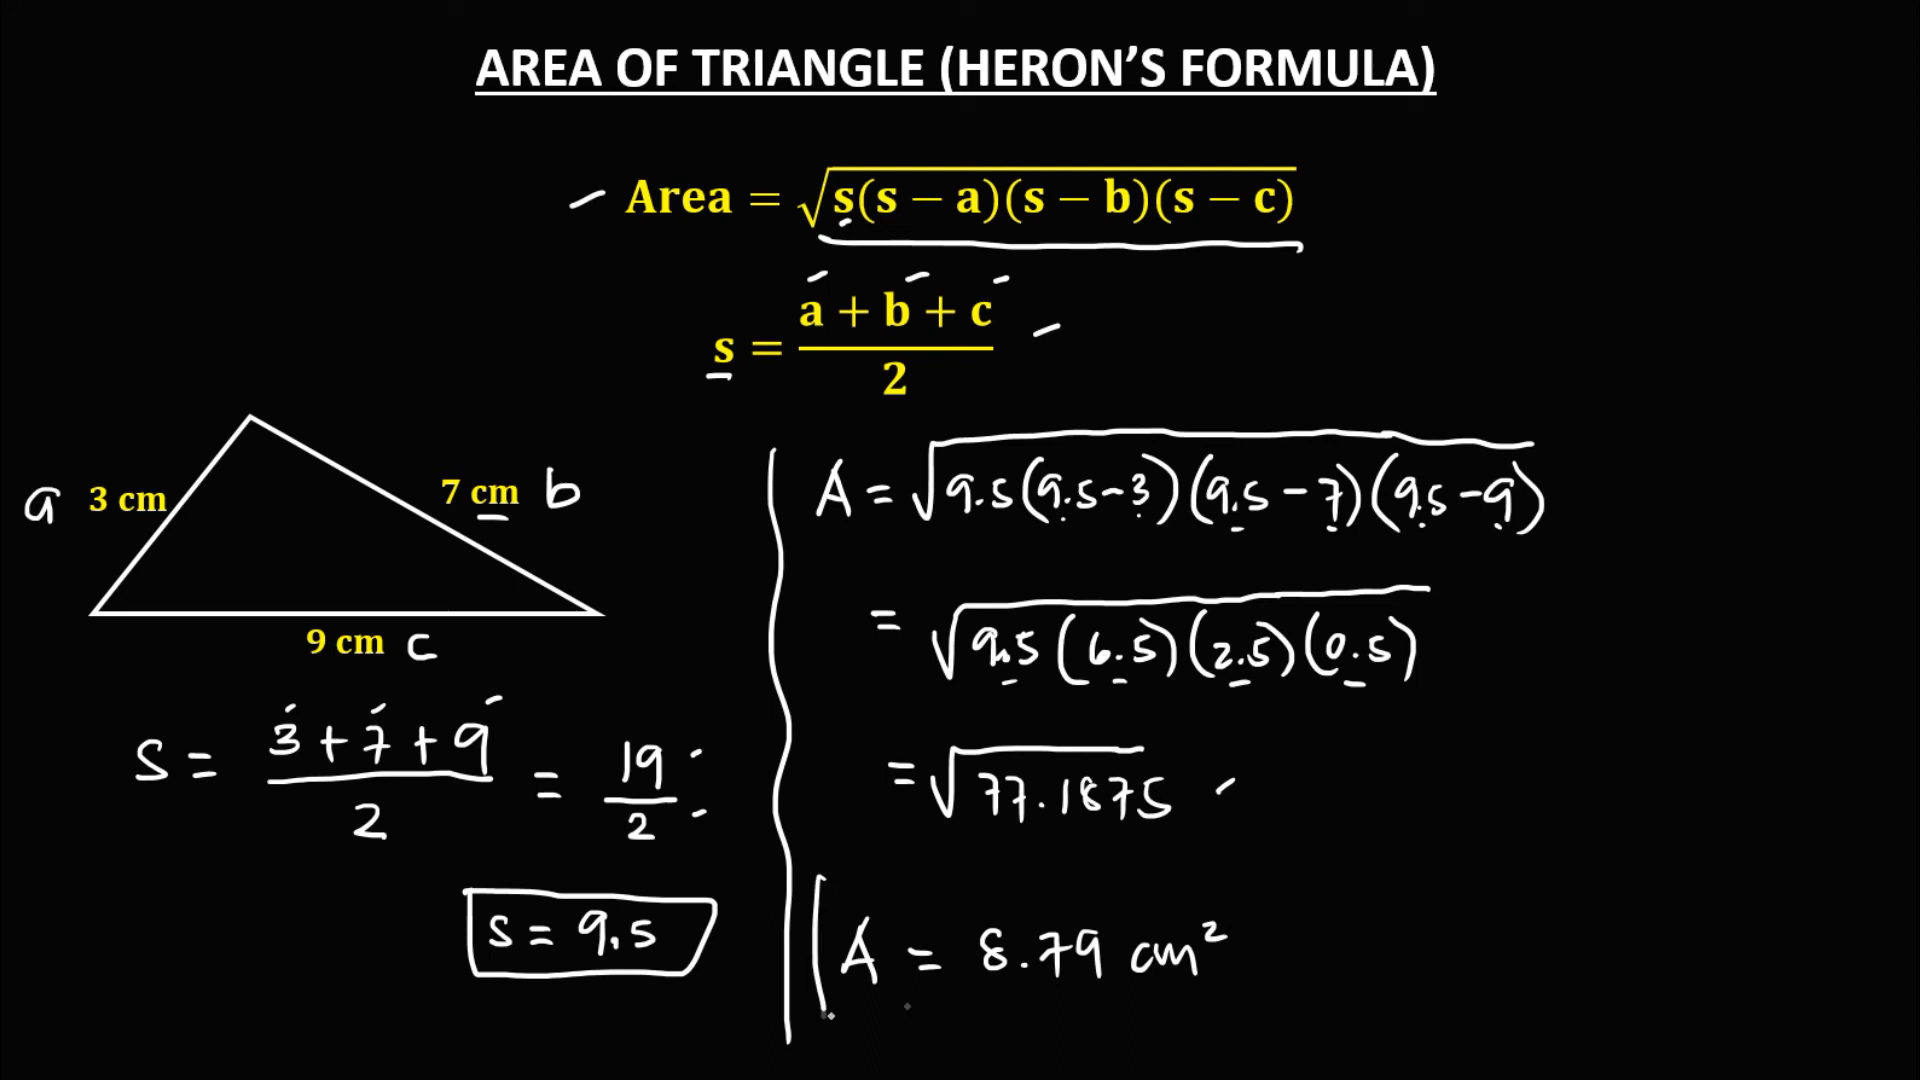 AREA OF TRIANGLE (HERON'S FORMULA)
Area = √s(s − a)(s − b)(s − c)
s = a + b + c / 2
a 3 cm
7 cm b
9 cm c
S = 3 + 7 + 9 / 2 = 19 / 2
S = 9.5
A = √9.5(9.5-3)(9.5-7)(9.5-9)
= √9.5(6.5)(2.5)(0.5)
= √77.1875
A = 8.79 cm²